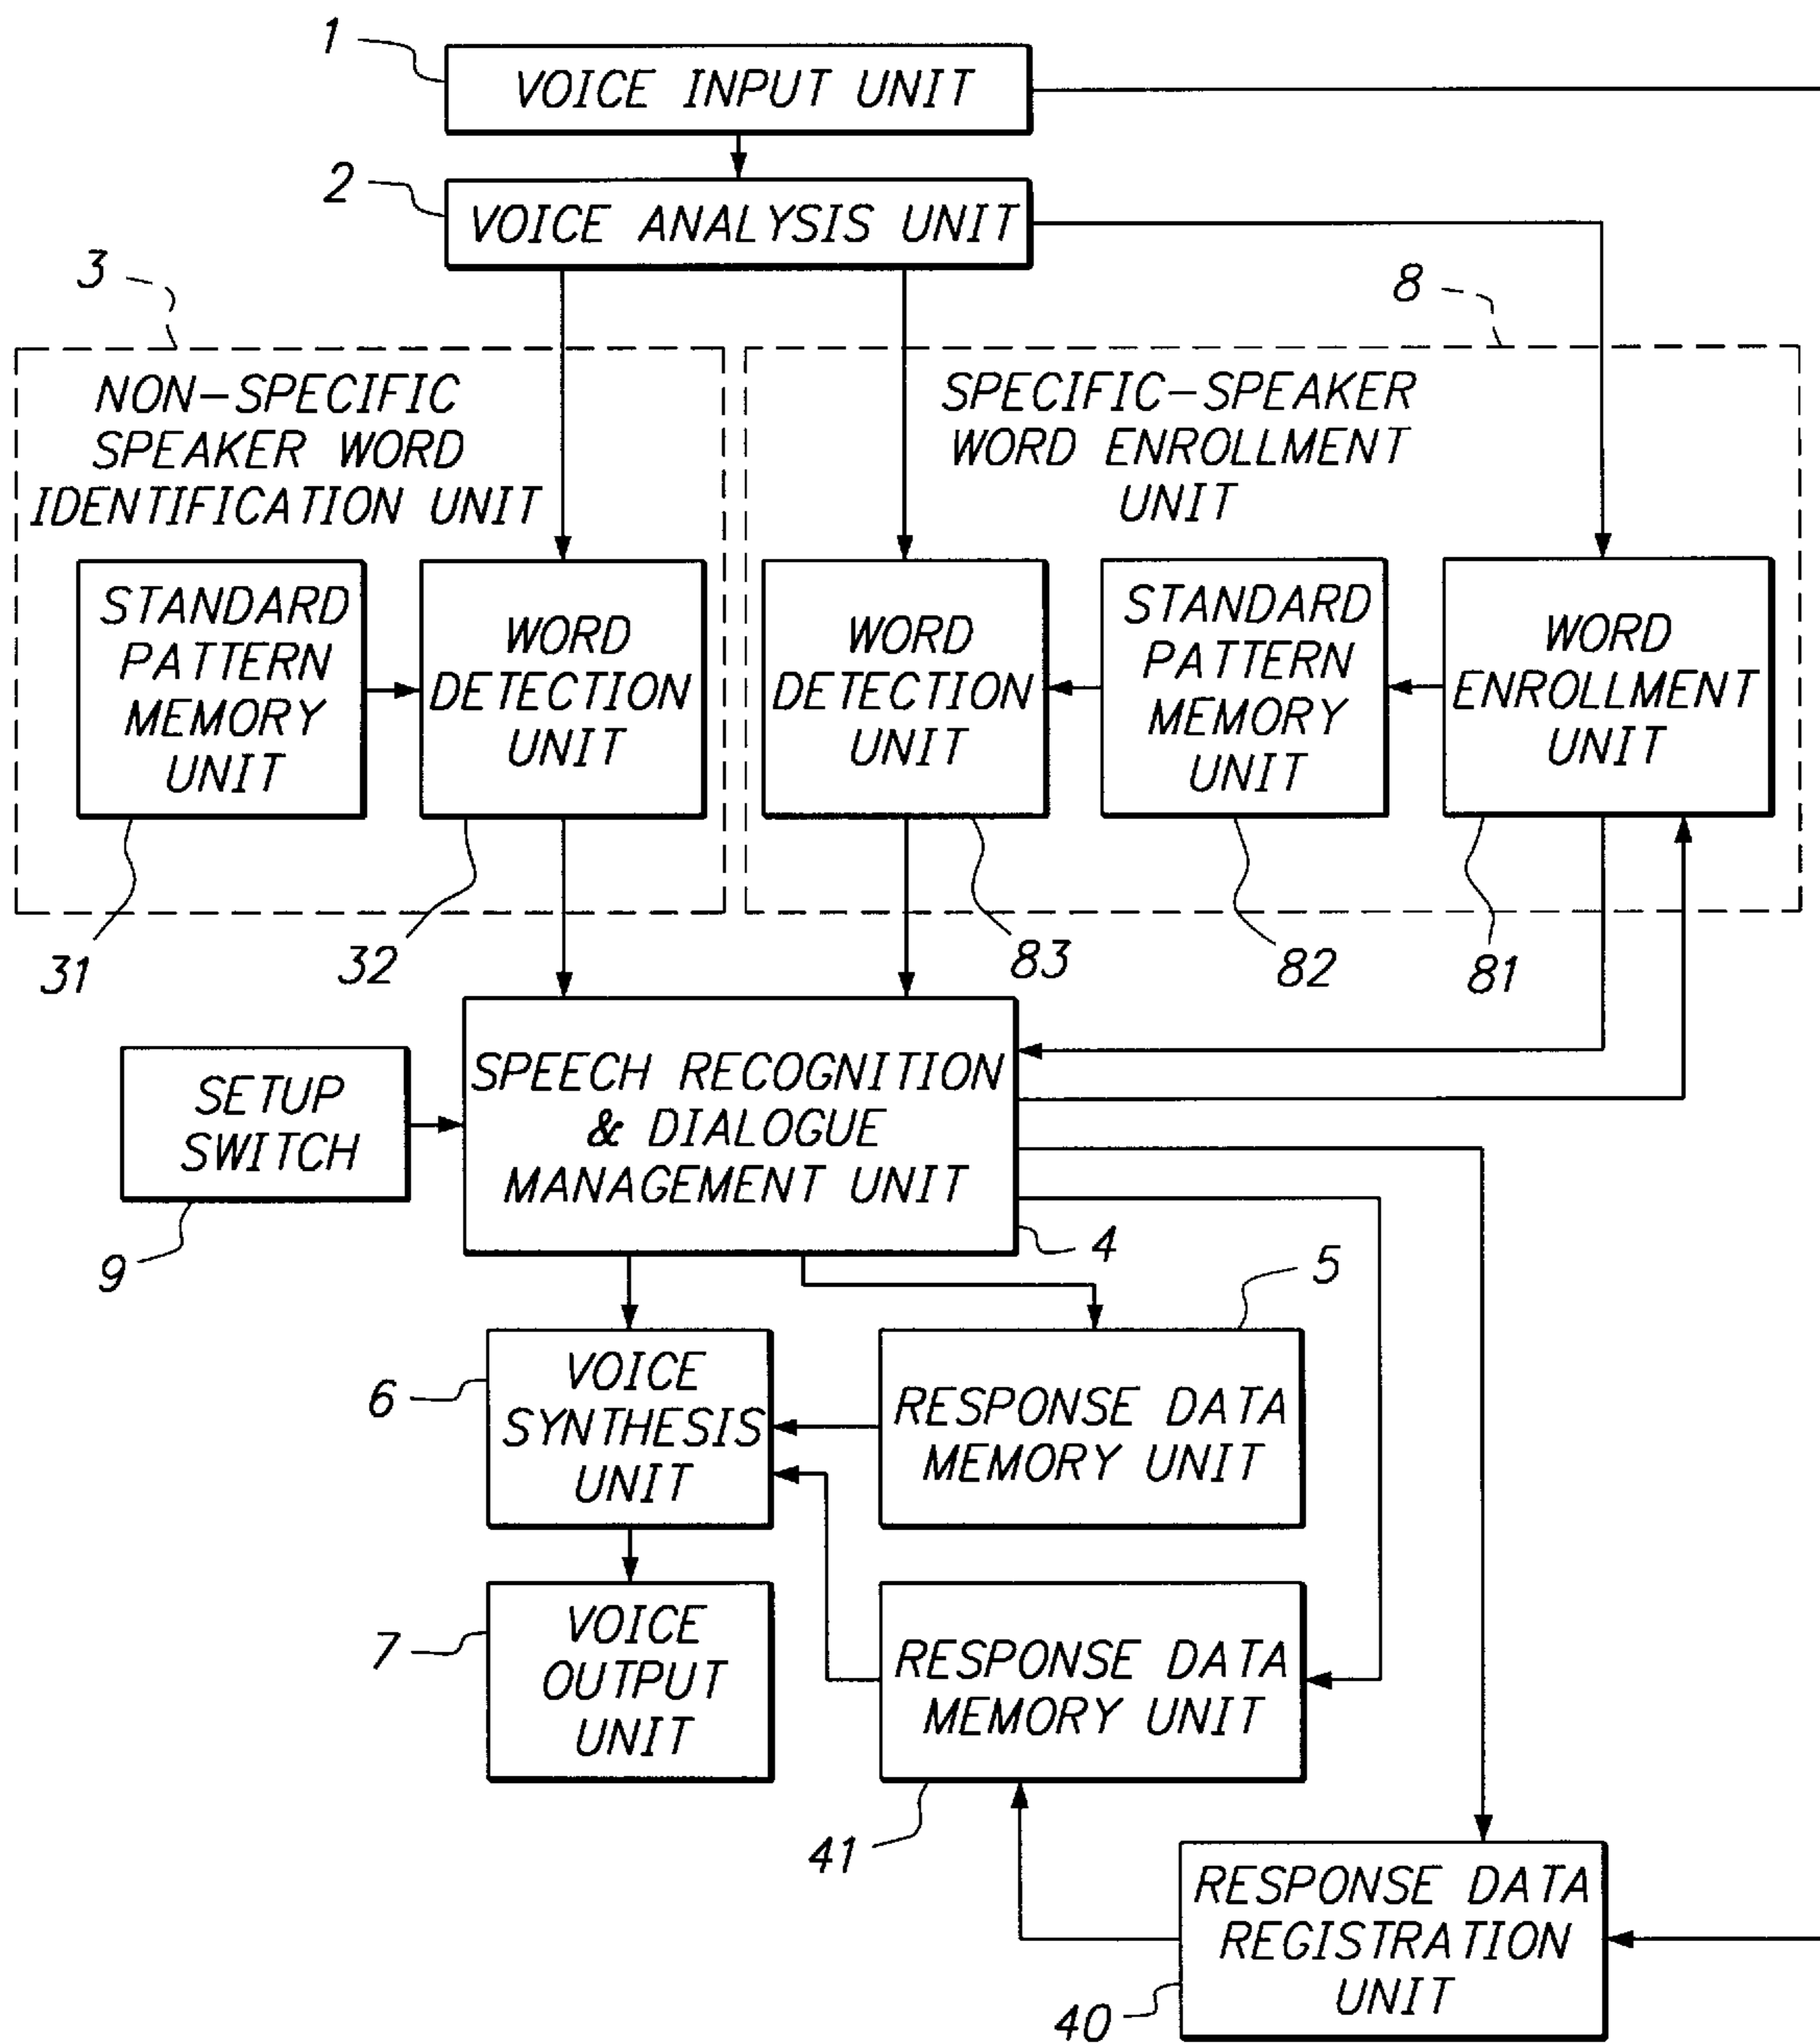 1
VOICE INPUT UNIT
2
VOICE ANALYSIS UNIT
3
8
NON-SPECIFIC
SPEAKER WORD
IDENTIFICATION UNIT
SPECIFIC-SPEAKER
WORD ENROLLMENT
UNIT
STANDARD
PATTERN
MEMORY
UNIT
WORD
DETECTION
UNIT
WORD
DETECTION
UNIT
STANDARD
PATTERN
MEMORY
UNIT
WORD
ENROLLMENT
UNIT
31
32
83
82
81
SETUP
SWITCH
9
SPEECH RECOGNITION
& DIALOGUE
MANAGEMENT UNIT
4
5
6
VOICE
SYNTHESIS
UNIT
RESPONSE DATA
MEMORY UNIT
7
VOICE
OUTPUT
UNIT
RESPONSE DATA
MEMORY UNIT
41
RESPONSE DATA
REGISTRATION
UNIT
40